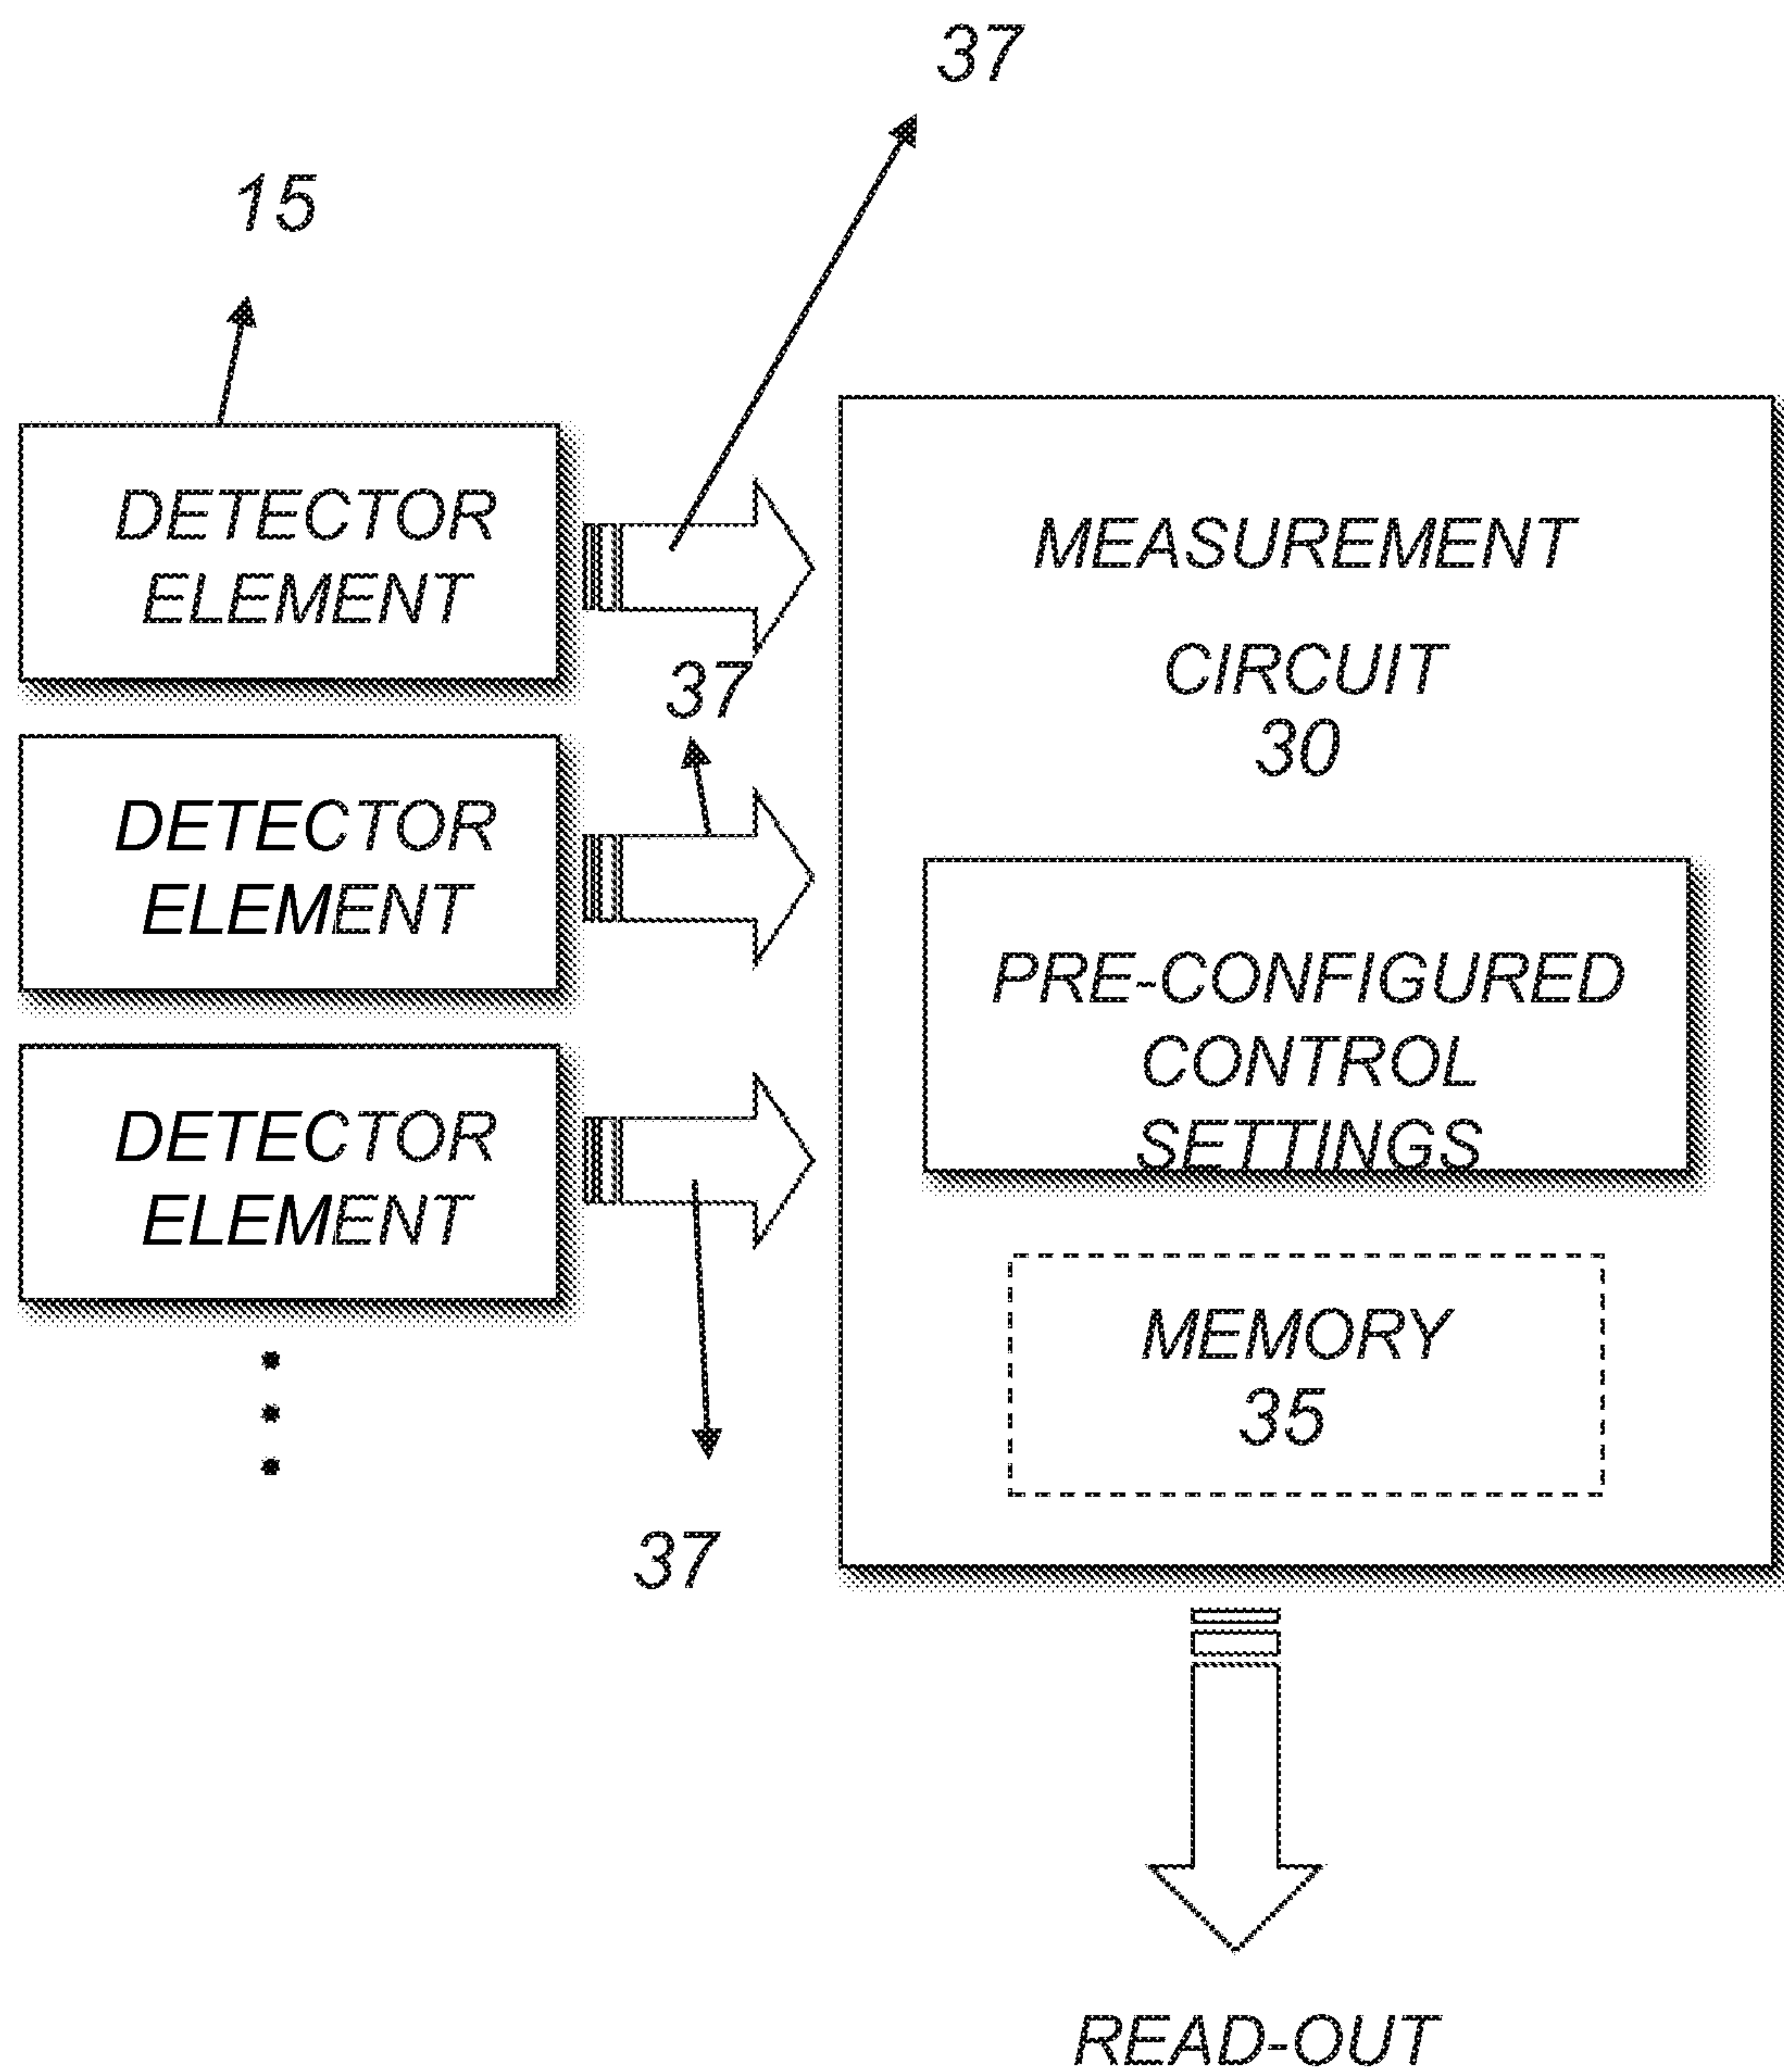 37
15
DETECTOR
ELEMENT
37
DETECTOR
ELEMENT
DETECTOR
ELEMENT
37
MEASUREMENT
CIRCUIT
30
PRE-CONFIGURED
CONTROL
SETTINGS
MEMORY
35
READ-OUT